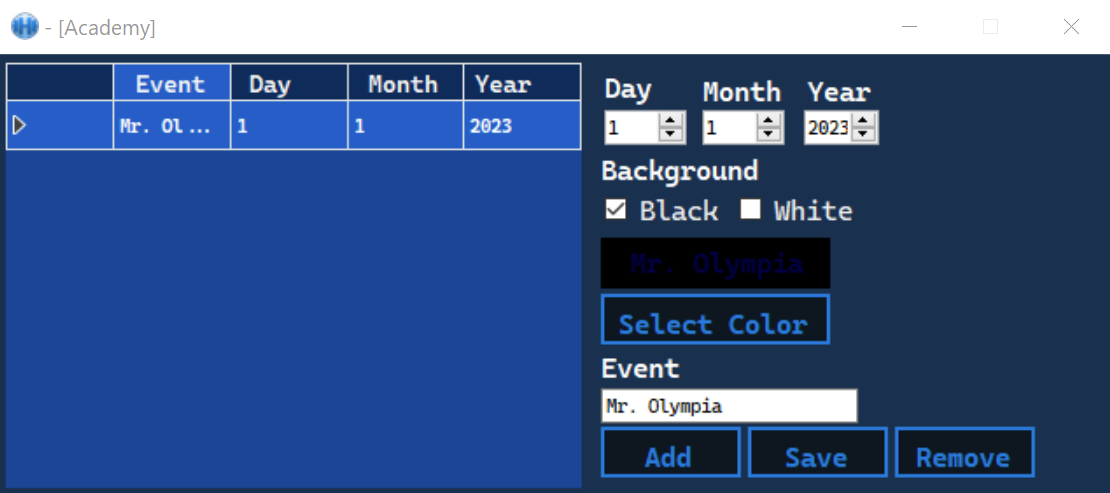 - [Academy]
Event Day Month Year
Mr. Ol ... 1 1 2023
Day Month Year
1 1 2023
Background
Black White
Mr. Olympia
Select Color
Event
Mr. Olympia
Add Save Remove